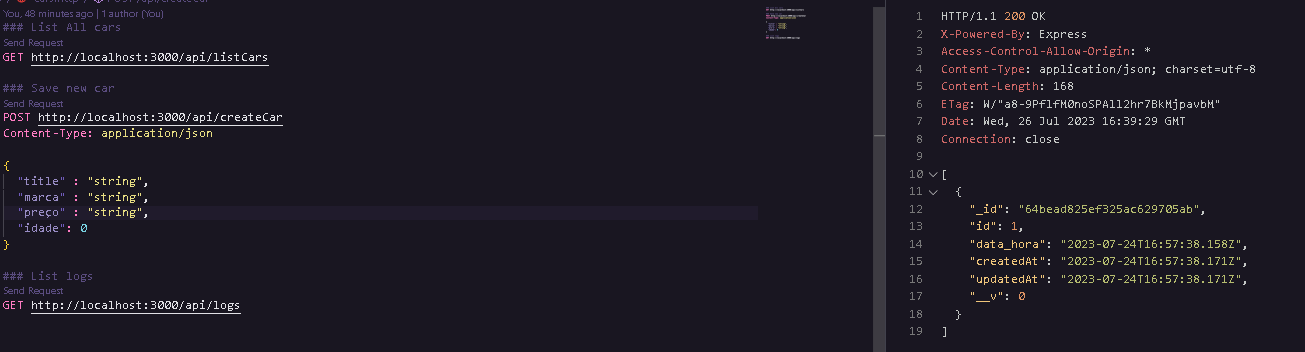 You, 48 minutes ago | 1 author (You)
### List All cars
Send Request
GET http://localhost:3000/api/listCars
### Save new car
Send Request
POST http://localhost:3000/api/createCar
Content-Type: application/json
{
"title" : "string",
"marca" : "string",
"preço" : "string",
"idade": 0
}
### List logs
Send Request
GET http://localhost:3000/api/logs
1 HTTP/1.1 200 OK
2 X-Powered-By: Express
3 Access-Control-Allow-Origin: *
4 Content-Type: application/json; charset=utf-8
5 Content-Length: 168
6 ETag: W/"a8-9PflfM0noSPAll2hr7BkMjpavbM"
7 Date: Wed, 26 Jul 2023 16:39:29 GMT
8 Connection: close
9
10 [
11 {
12 "_id": "64bead825ef325ac629705ab",
13 "id": 1,
14 "data_hora": "2023-07-24T16:57:38.158Z",
15 "createdAt": "2023-07-24T16:57:38.171Z",
16 "updatedAt": "2023-07-24T16:57:38.171Z",
17 "__v": 0
18 }
19 ]